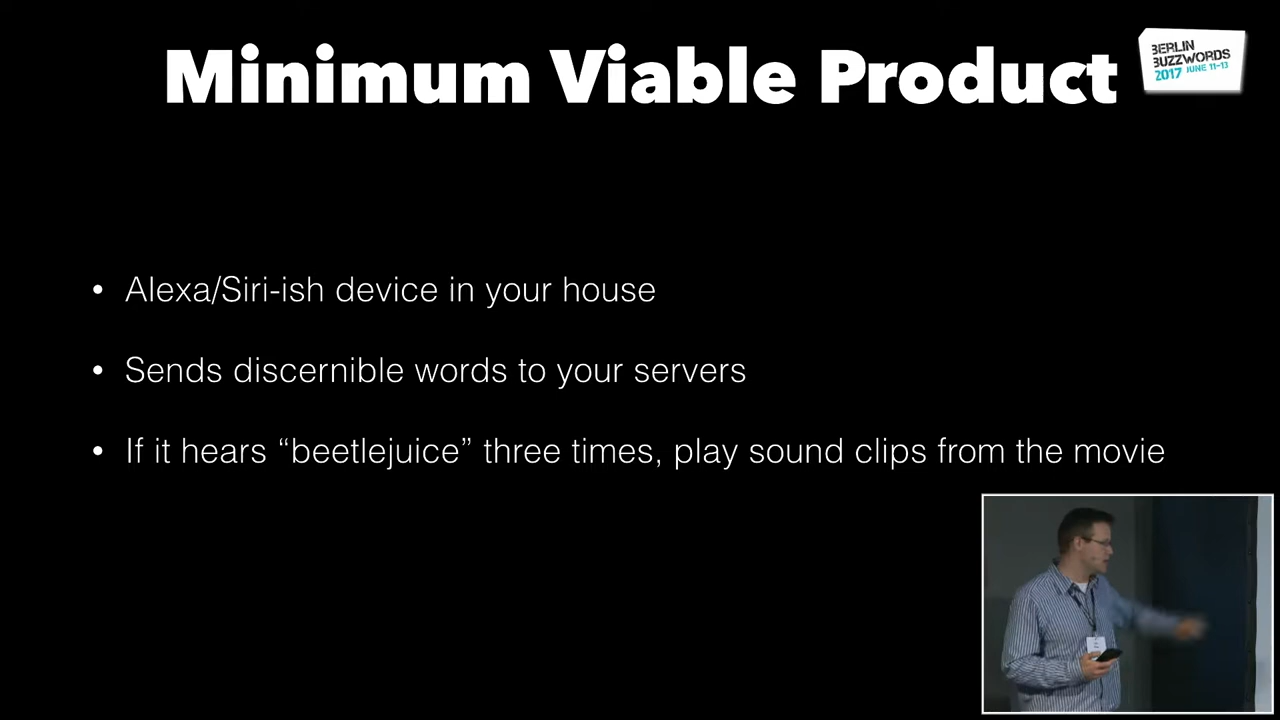 Minimum Viable Product
BERLIN
BUZZWORDS
2017 JUNE 11-13
• Alexa/Siri-ish device in your house
• Sends discernible words to your servers
• If it hears “beetlejuice” three times, play sound clips from the movie